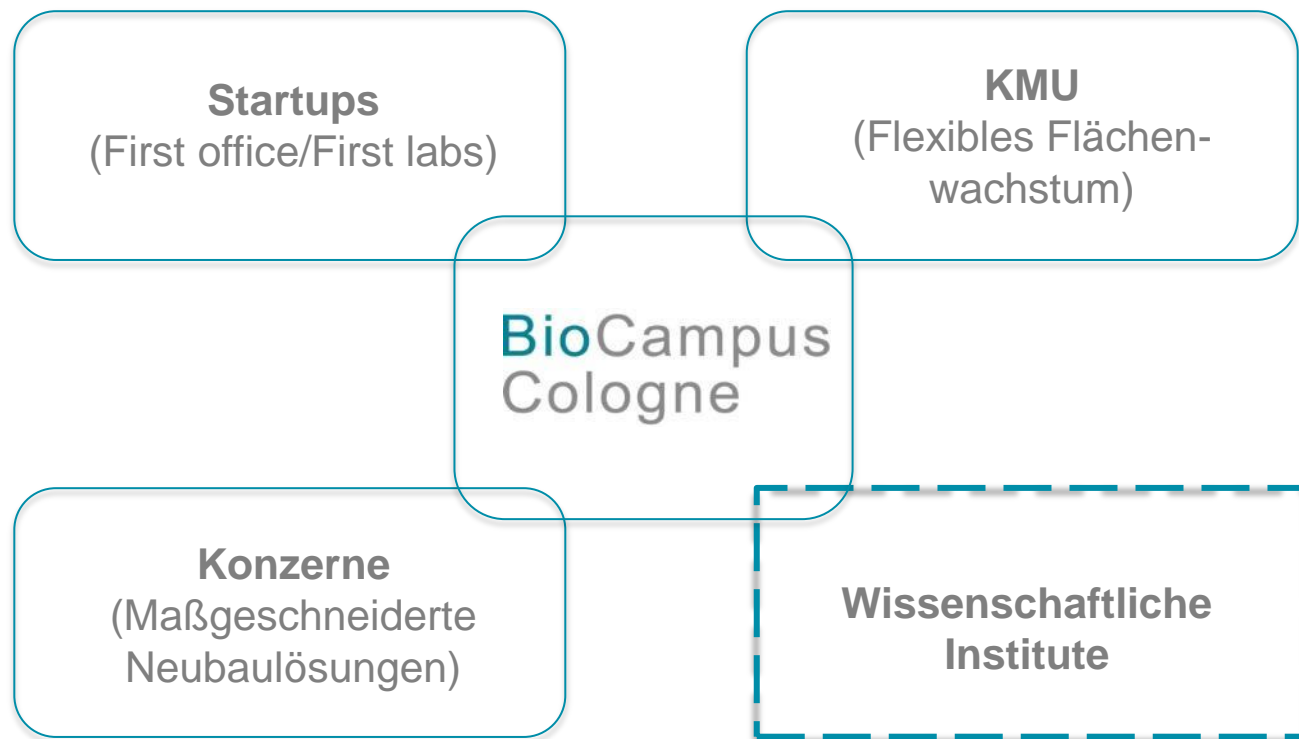 Startups
(First office/First labs)
KMU
(Flexibles Flächen-
wachstum)
BioCampus
Cologne
Konzerne
(Maßgeschneiderte
Neubaulösungen)
Wissenschaftliche
Institute